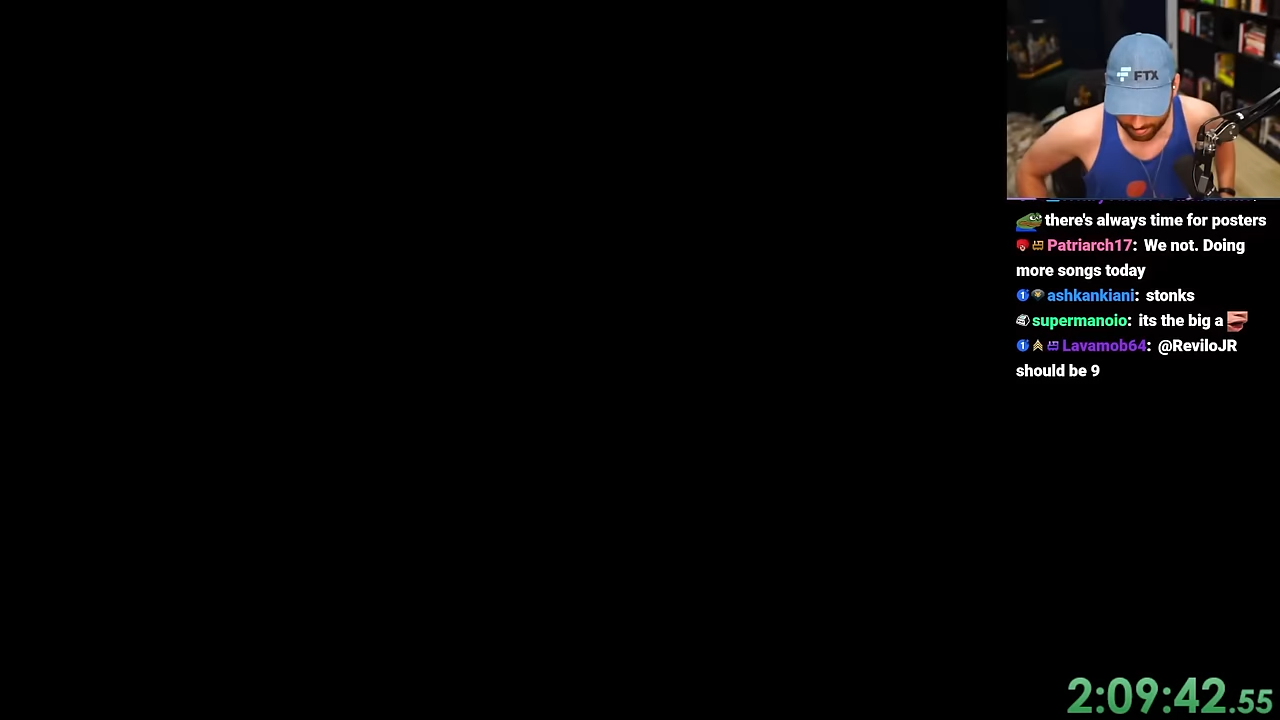 FTX
there's always time for posters
Patriarch17: We not. Doing
more songs today
ashkankiani: stonks
supermanoio: its the big a
Lavamob64: @ReviloJR
should be 9
2:09:42.55